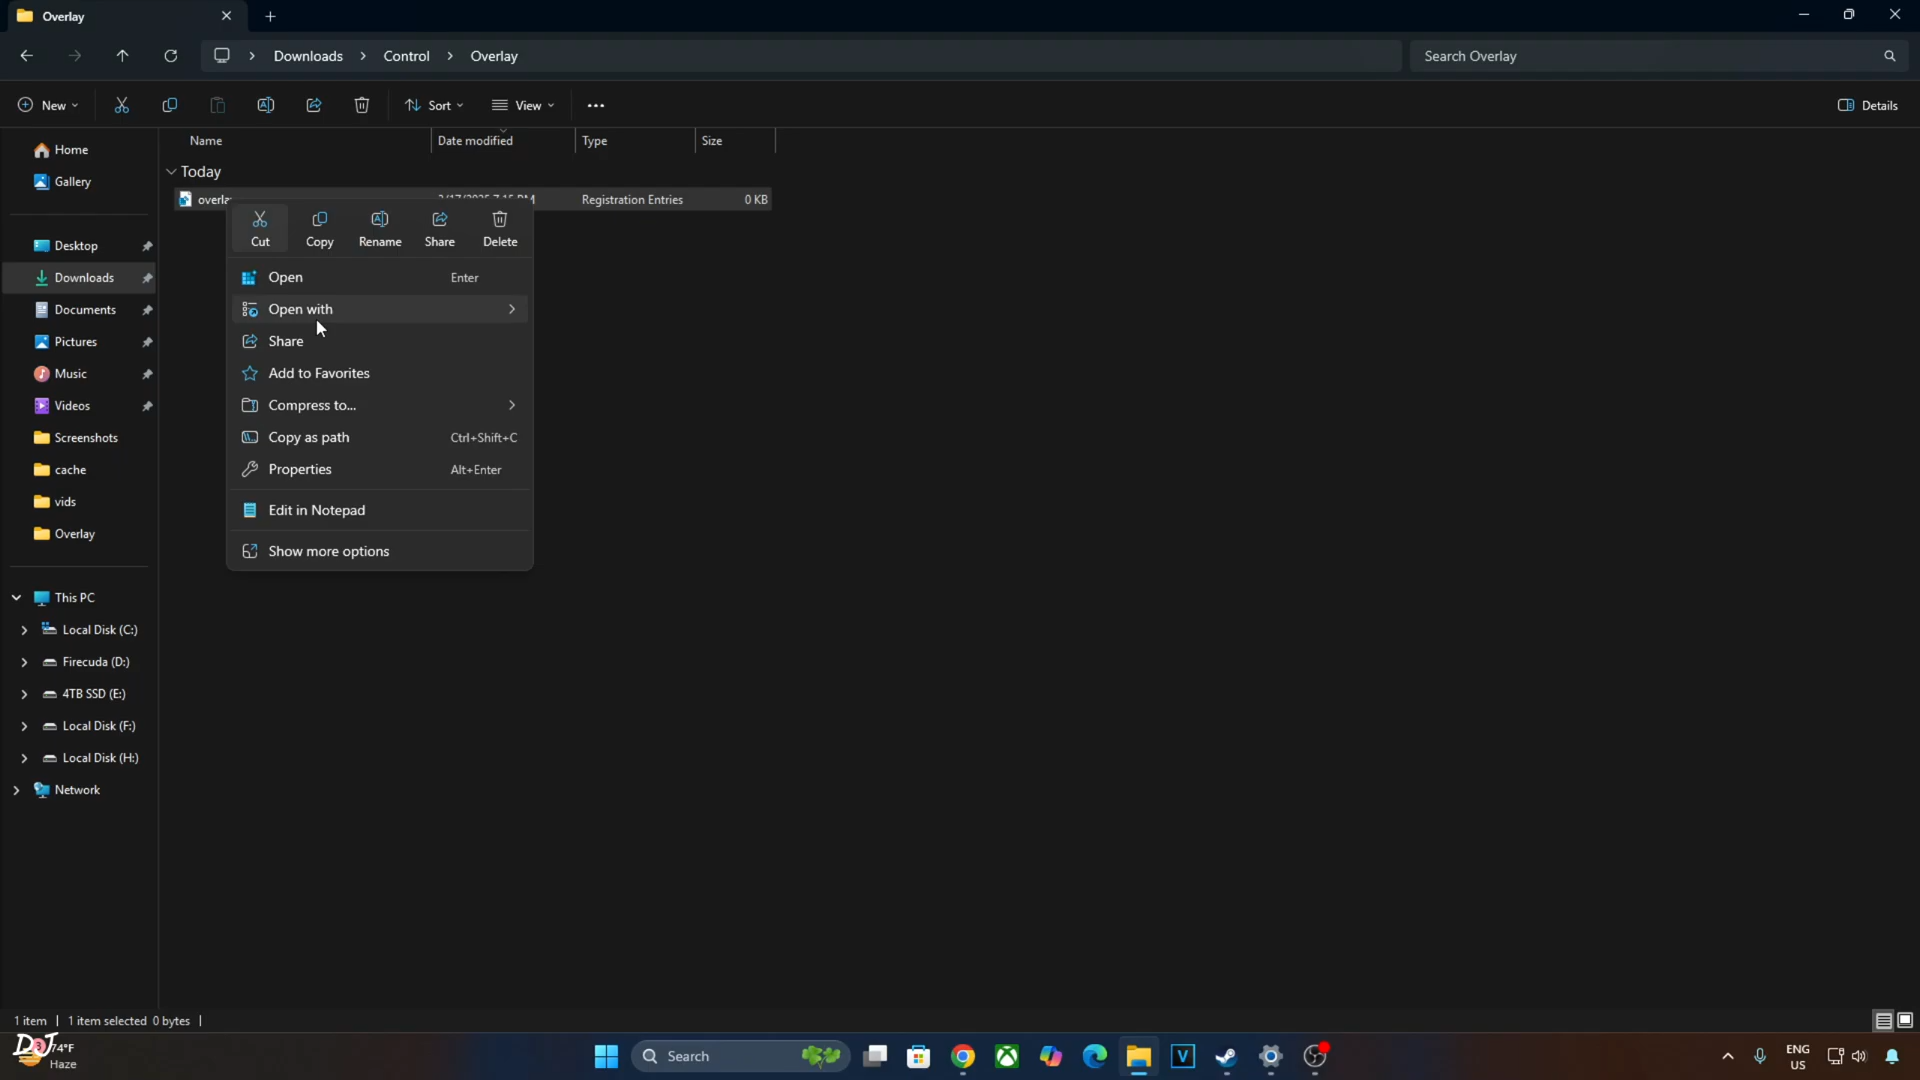 Overlay
Downloads > Control > Overlay
Search Overlay
New
Sort
View
Details
Name
Date modified
Type
Size
Home
Gallery
Desktop
Downloads
Documents
Pictures
Music
Videos
Screenshots
cache
vids
Overlay
This PC
Local Disk (C:)
Firecuda (D:)
4TB SSD (E:)
Local Disk (F:)
Local Disk (H:)
Network
Today
Registration Entries
0 KB
Cut
Copy
Rename
Share
Delete
Open Enter
Open with
Share
Add to Favorites
Compress to...
Copy as path Ctrl+Shift+C
Properties Alt+Enter
Edit in Notepad
Show more options
1 item
1 item selected 0 bytes
DJ
3
74°F
Haze
Search
V
ENG
US